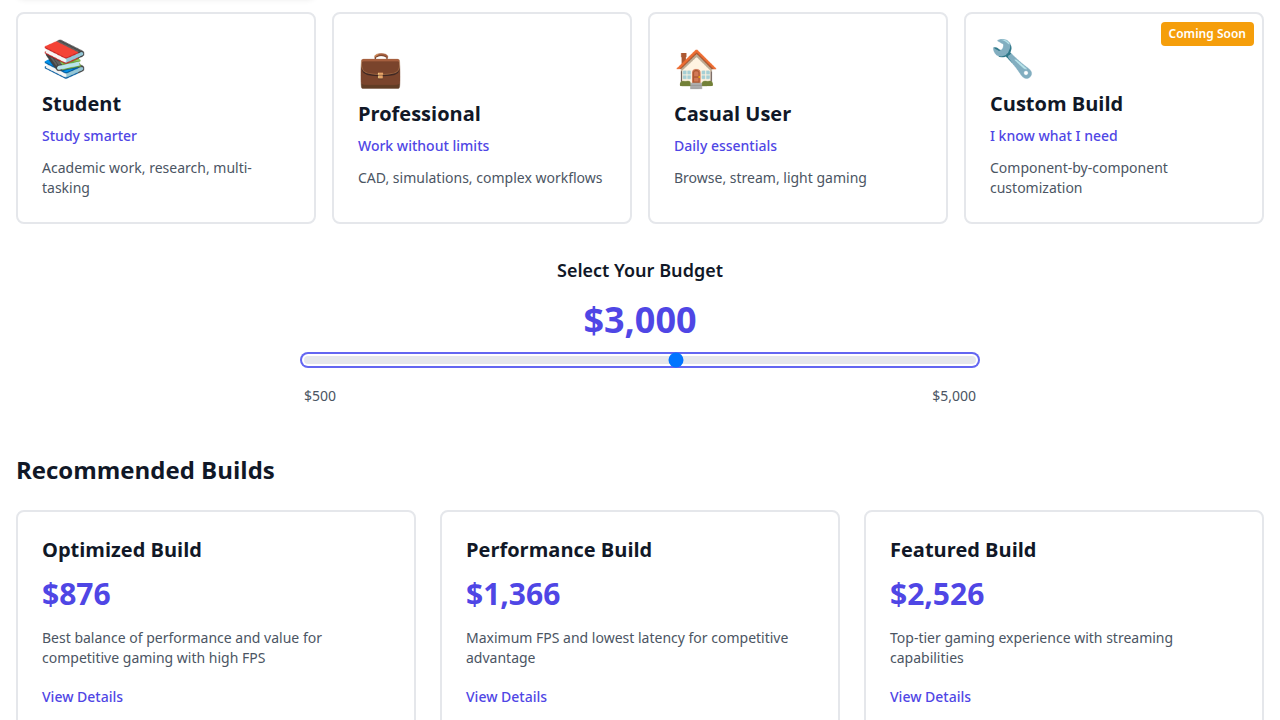 Student
Study smarter
Academic work, research, multi-
tasking
Professional
Work without limits
CAD, simulations, complex workflows
Casual User
Daily essentials
Browse, stream, light gaming
Coming Soon
Custom Build
I know what I need
Component-by-component
customization
Select Your Budget
$3,000
$500
$5,000
Recommended Builds
Optimized Build
$876
Best balance of performance and value for
competitive gaming with high FPS
View Details
Performance Build
$1,366
Maximum FPS and lowest latency for competitive
advantage
View Details
Featured Build
$2,526
Top-tier gaming experience with streaming
capabilities
View Details